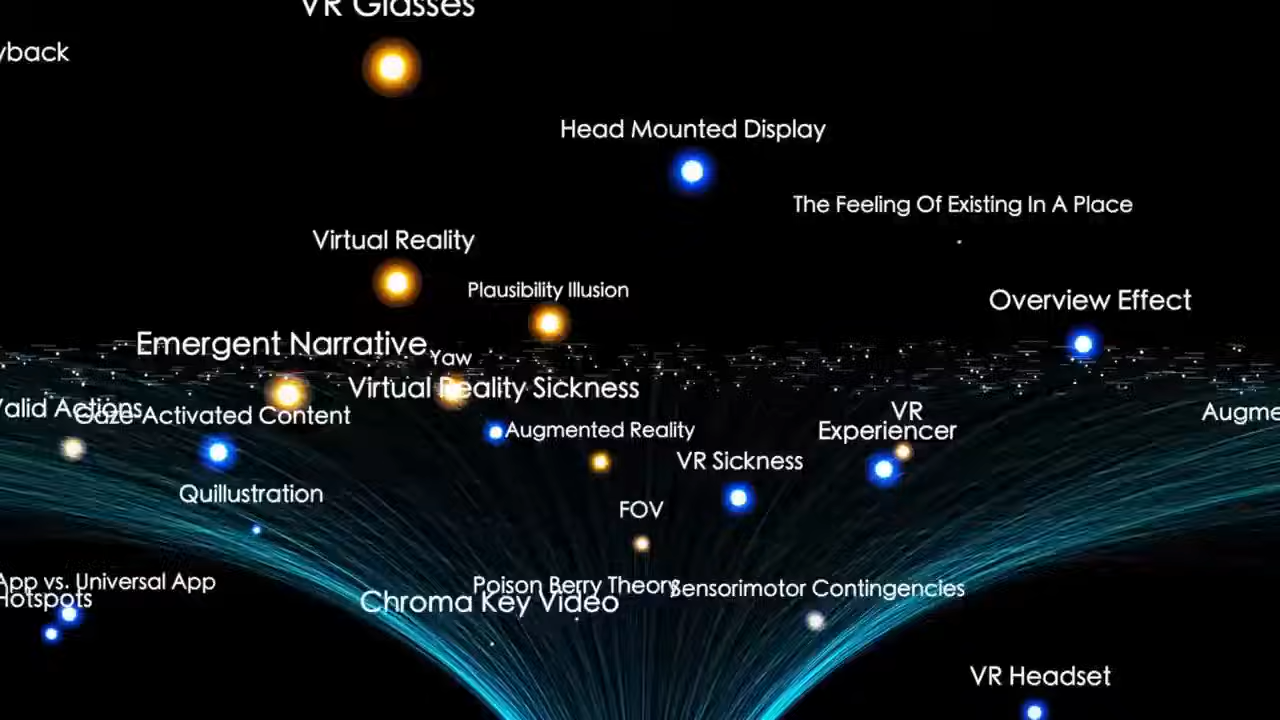 VR Glasses
yback
Head Mounted Display
The Feeling Of Existing In A Place
Virtual Reality
Plausibility Illusion
Overview Effect
Emergent Narrative
Yaw
Virtual Reality Sickness
Valid Actions
Gaze-Activated Content
Augme
VR
Experiencer
Augmented Reality
VR Sickness
Quillustration
FOV
App vs. Universal App
Hotspots
Poison Berry Theory
Sensorimotor Contingencies
Chroma Key Video
VR Headset